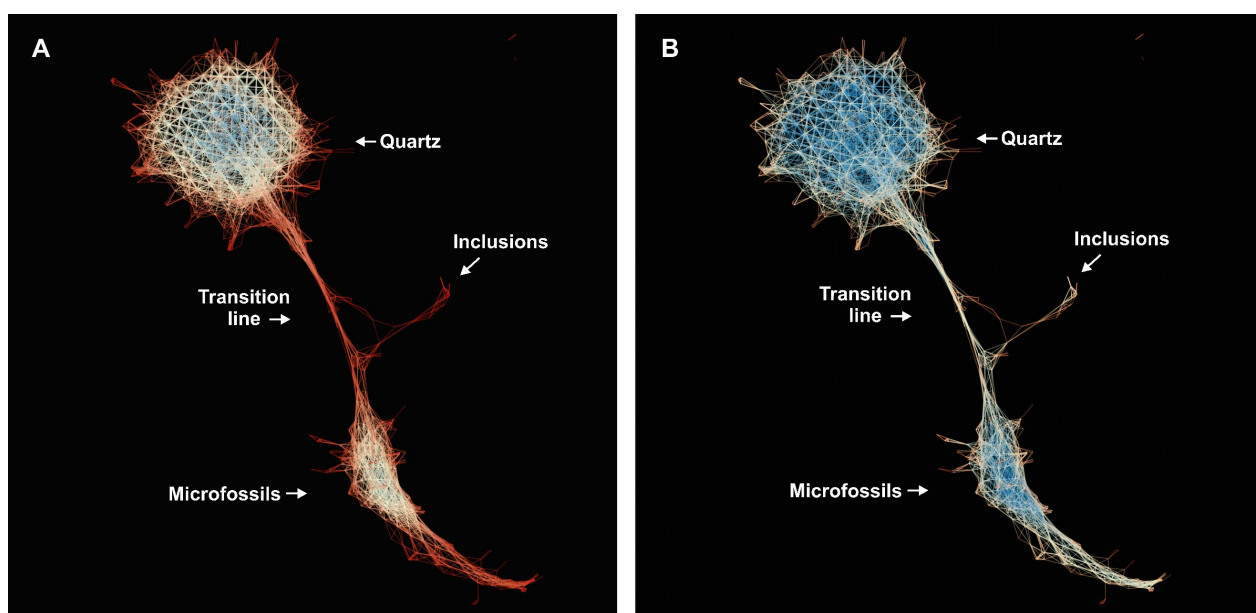 A
Quartz
Inclusions
Transition
line
Microfossils
B
Quartz
Inclusions
Transition
line
Microfossils